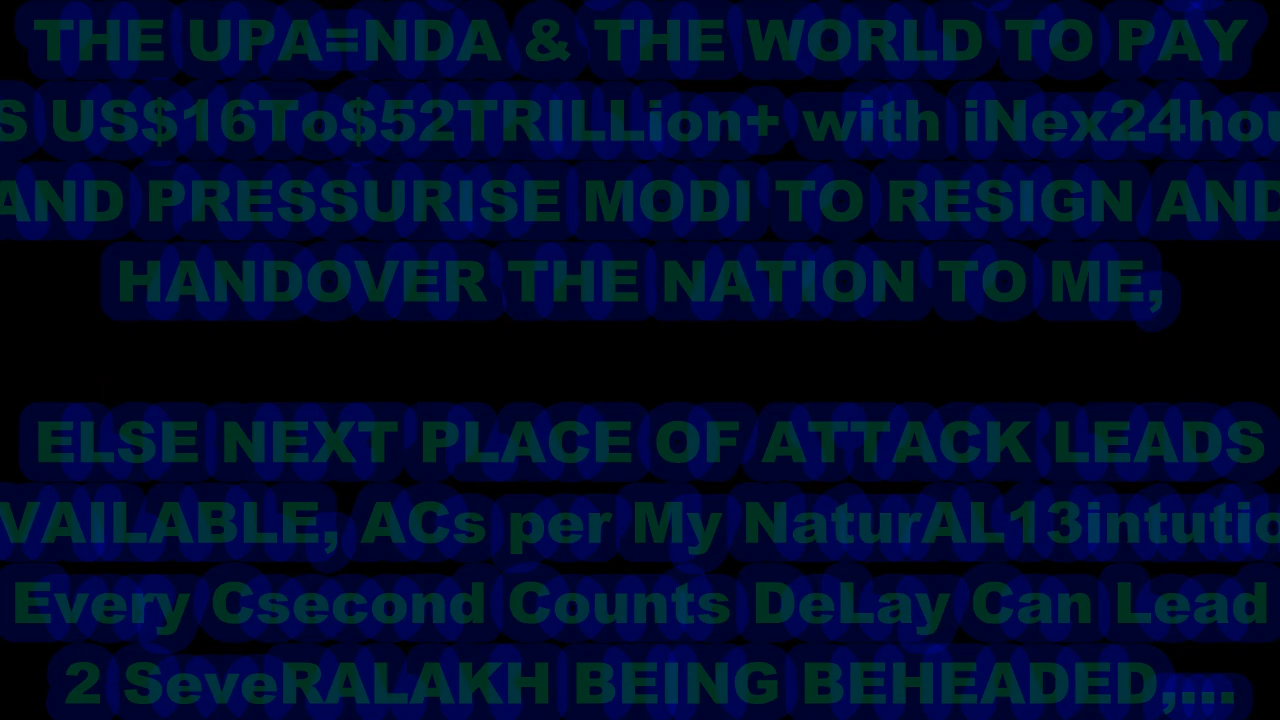 THE UPA=NDA & THE WORLD TO PAY
S US$16To$52TRILLion+ with iNex24hou
AND PRESSURISE MODI TO RESIGN AND
HANDOVER THE NATION TO ME,
ELSE NEXT PLACE OF ATTACK LEADS
VAILABLE, ACs per My NaturAL13intutio
Every Csecond Counts DeLay Can Lead
2 SeveRALAKH BEING BEHEADED,...